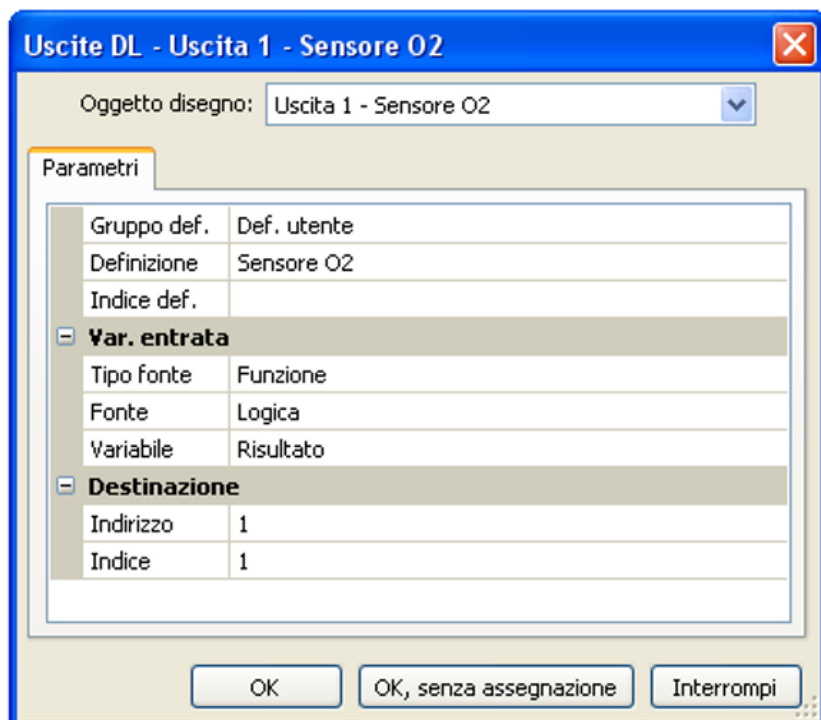 Uscite DL - Uscita 1 - Sensore O2
Oggetto disegno: Uscita 1 - Sensore O2
Parametri
Gruppo def. Def. utente
Definizione Sensore O2
Indice def.
Var. entrata
Tipo fonte Funzione
Fonte Logica
Variabile Risultato
Destinazione
Indirizzo 1
Indice 1
OK OK, senza assegnazione Interrompi